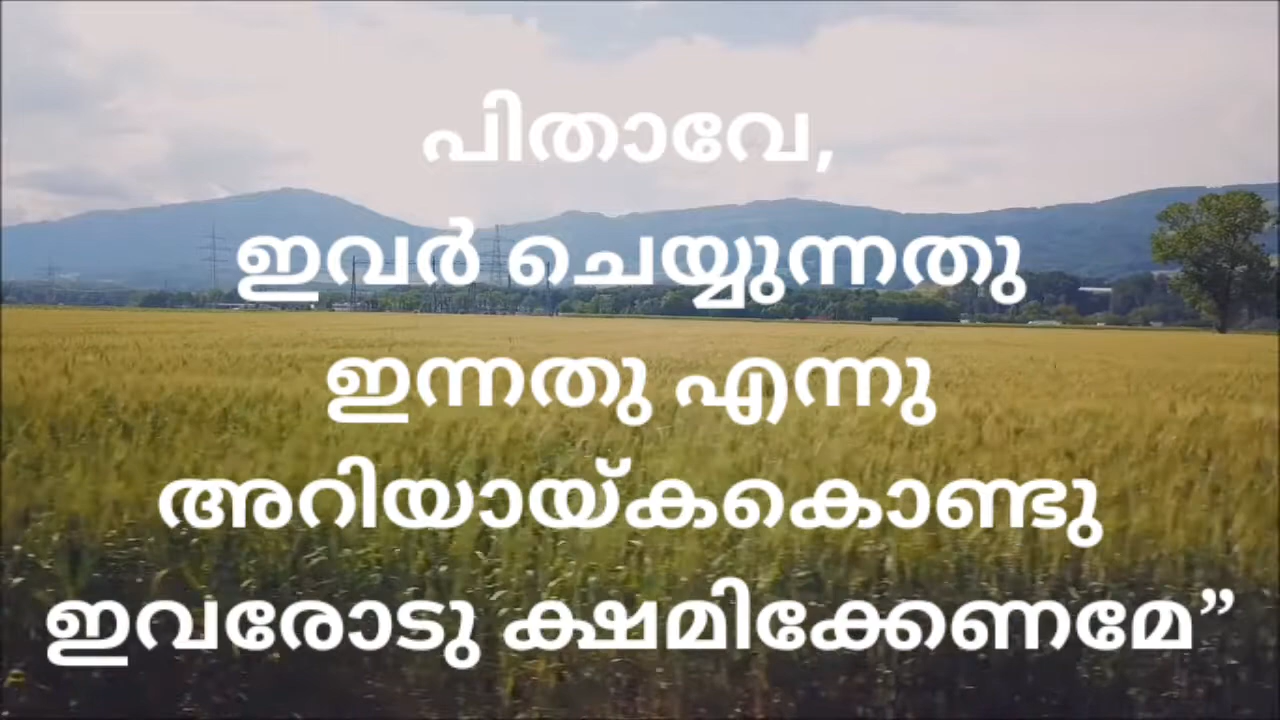 പിതാവേ,
ഇവർ ചെയ്യുന്നതു
ഇന്നതു എന്നു
അറിയായ്കകൊണ്ടു
ഇവരോടു ക്ഷമിക്കേണമേ”